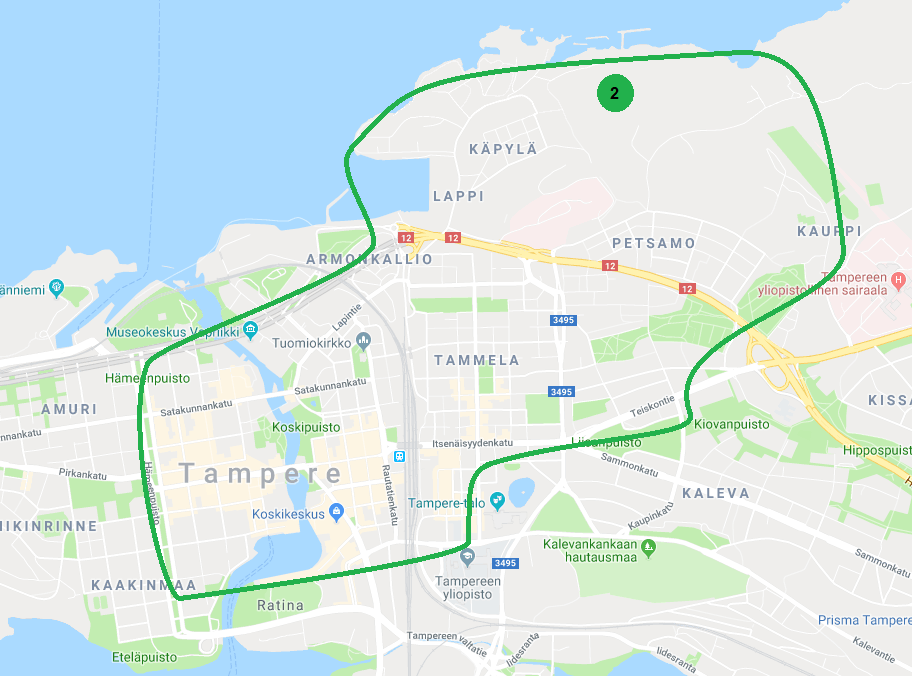 2
KÄPYLÄ
LAPPI
KAUPPI
12
12
PETSAMO
ARMONKALLIO
12
Tampereen
yliopistollinen sairaala
H
änniemi
12
Museokeskus Vapriikki
Lapintie
3495
Tuomiokirkko
TAMMELA
Hämeenpuisto
Satakunnankatu
3495
KISSA
AMURI
Satakunnankatu
Teiskontie
nnankatu
Koskipuisto
Kiovanpuisto
Itsenäisyydenkatu
Liisanpuisto
Hippospuist
Pirkankatu
Tampere
Sammonkatu
Hämeenpuisto
Rautatienkatu
KALEVA
Tampere-talo
Koskikeskus
IIKINRINNE
Kaupinkatu
Kalevankankaan
hautausmaa
3495
Sammonkatu
KAAKINMAA
Tampereen
yliopisto
Ratina
Prisma Tampere
Tampereen valtatie
Iidesranta
Iidesranta
Kalevantie
Eteläpuisto